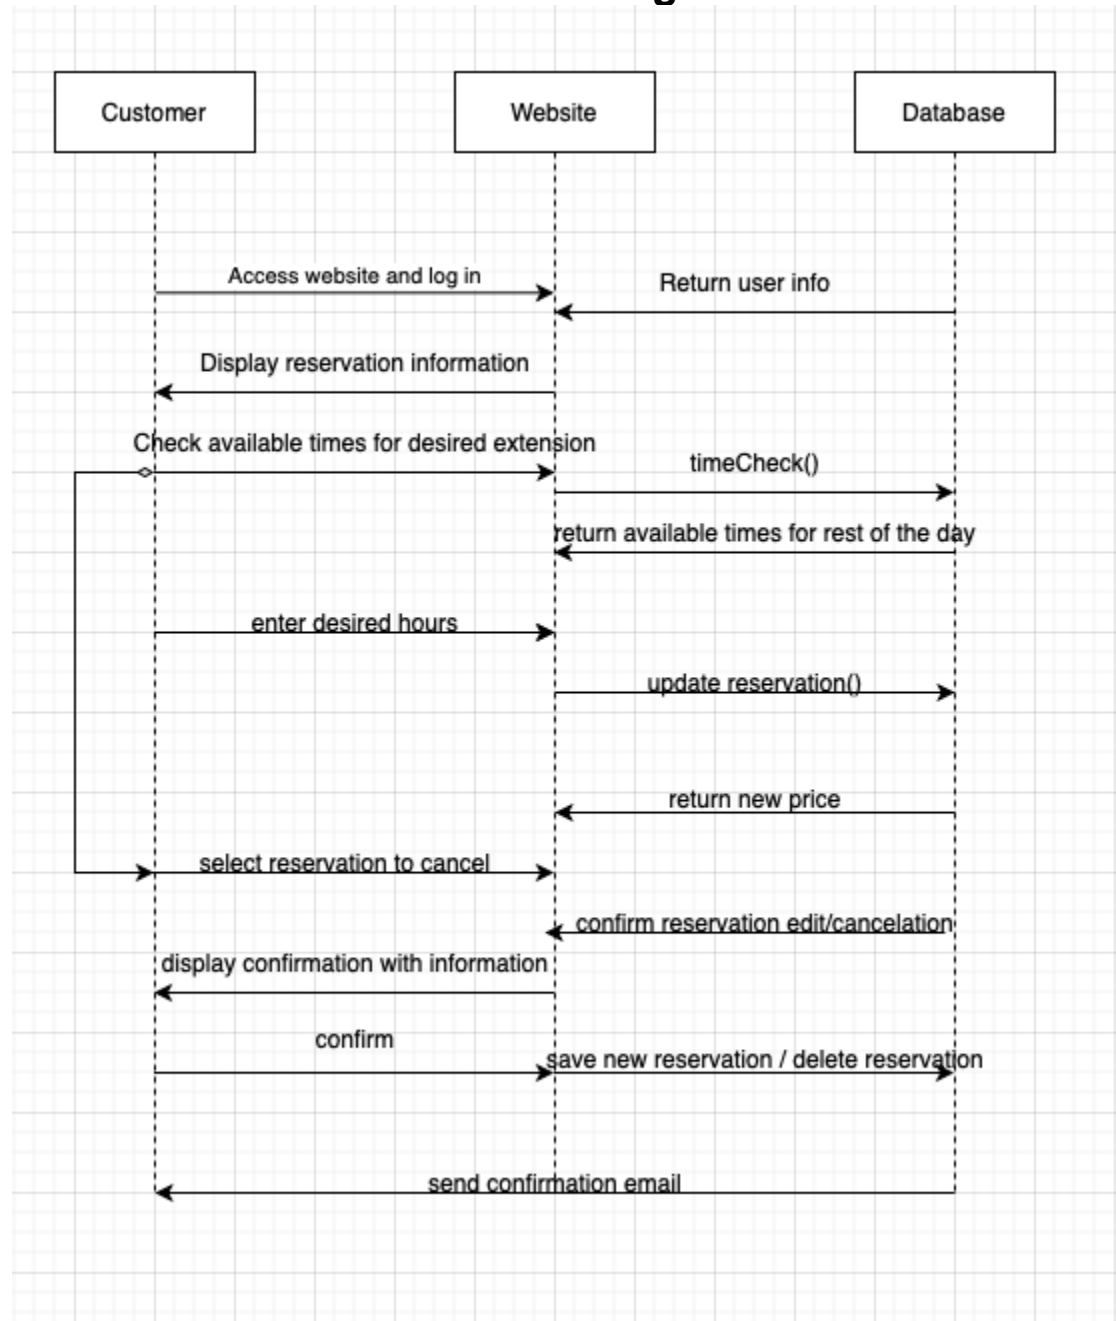 Customer
Website
Database
Access website and log in
Return user info
Display reservation information
Check available times for desired extension
timeCheck()
return available times for rest of the day
enter desired hours
update reservation()
return new price
select reservation to cancel
confirm reservation edit/cancelation
display confirmation with information
confirm
save new reservation / delete reservation
send confirmation email